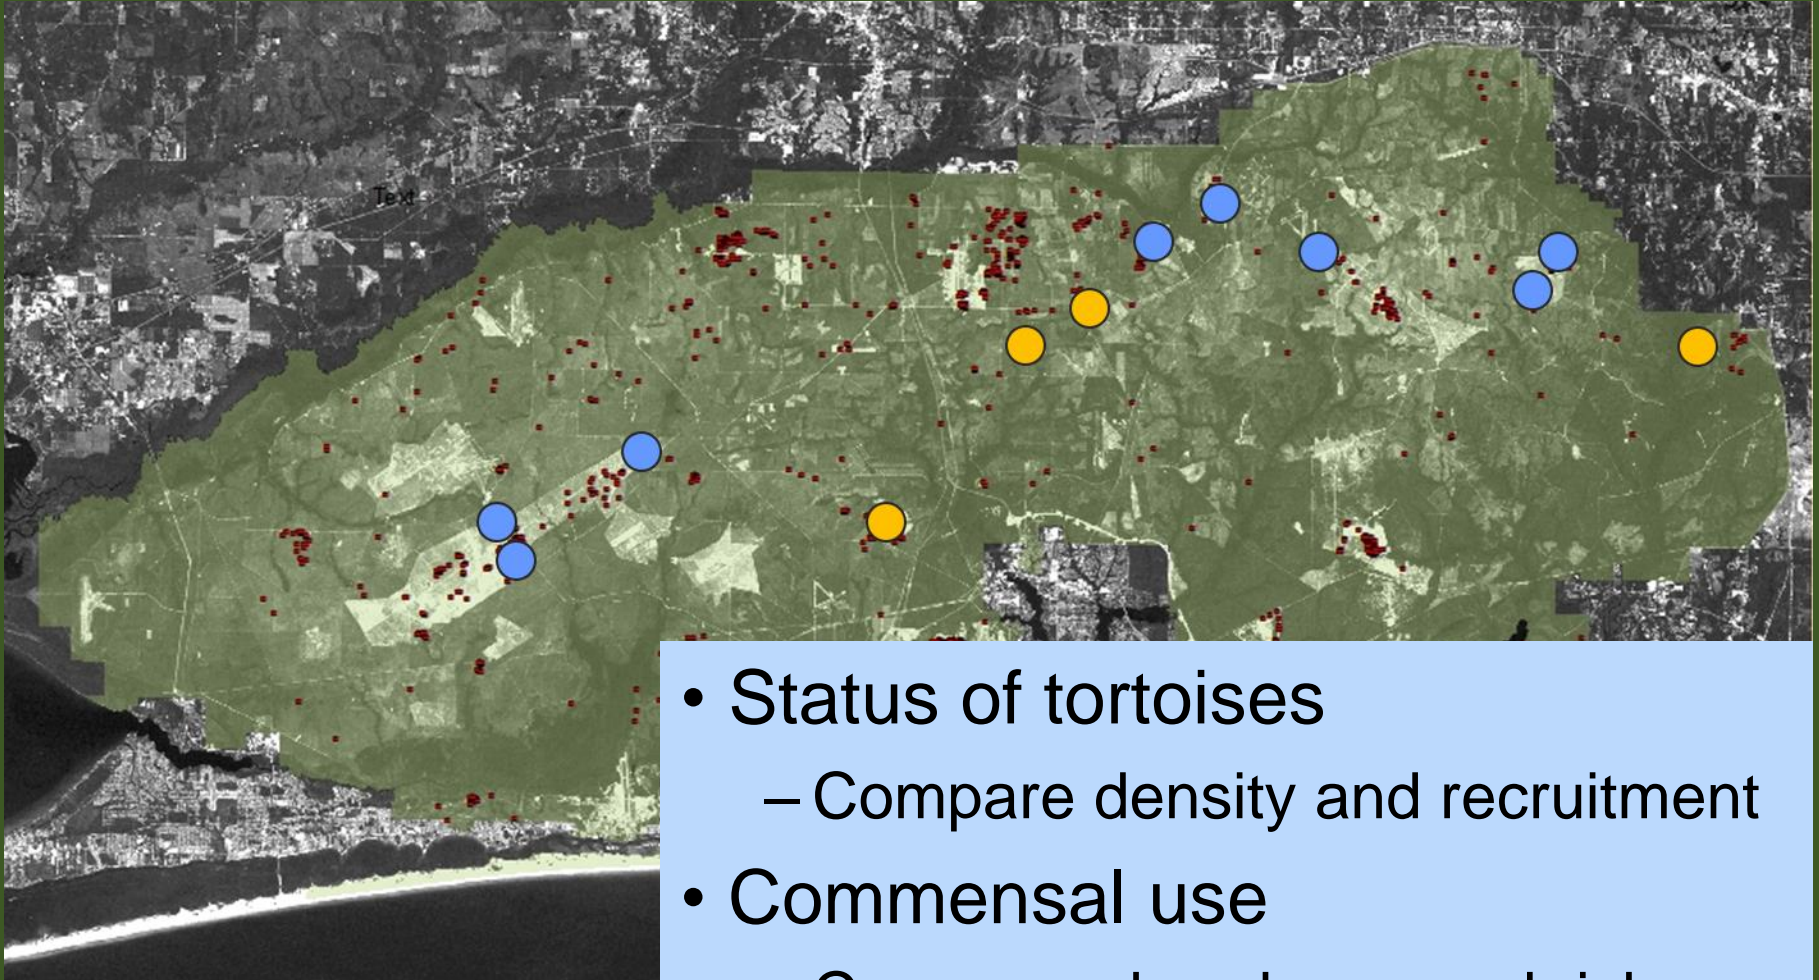 Text
• Status of tortoises
– Compare density and recruitment
• Commensal use